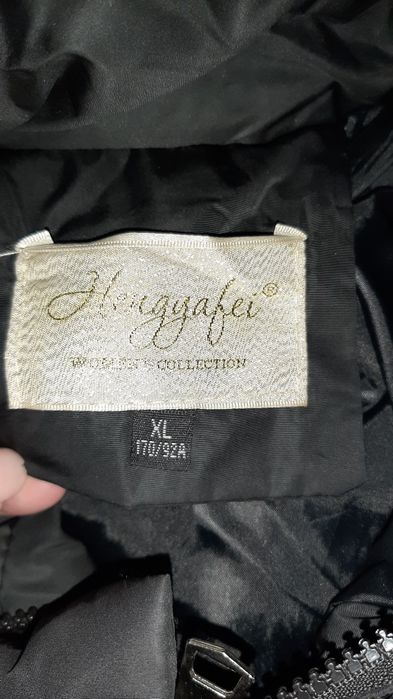 Hengyafei®
WOMEN'S COLLECTION
XL
170/92A